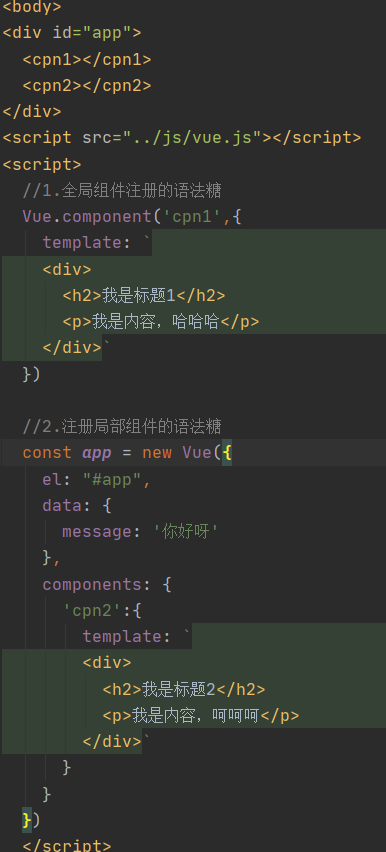 <body>
<div id="app">
  <cpn1></cpn1>
  <cpn2></cpn2>
</div>
<script src="../js/vue.js"></script>
<script>
  //1.全局组件注册的语法糖
  Vue.component('cpn1',{
    template: `
    <div>
      <h2>我是标题1</h2>
      <p>我是内容，哈哈哈</p>
    </div>`
  })

  //2.注册局部组件的语法糖
  const app = new Vue({
    el: "#app",
    data: {
      message: '你好呀'
    },
    components: {
      'cpn2':{
        template: `
        <div>
          <h2>我是标题2</h2>
          <p>我是内容，呵呵呵</p>
        </div>`
      }
    }
  })
  </script>